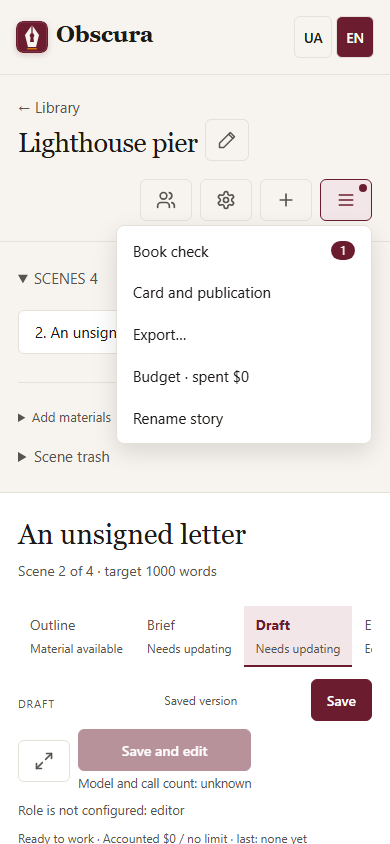 Obscura
UA EN
← Library
Lighthouse pier
Book check 1
Card and publication
Export...
Budget · spent $0
Rename story
▼ SCENES 4
2. An unsign
▶ Add materials
▶ Scene trash
An unsigned letter
Scene 2 of 4 · target 1000 words
Outline Brief Draft
Material available Needs updating Needs updating
DRAFT Saved version Save
Save and edit
Model and call count: unknown
Role is not configured: editor
Ready to work · Accounted $0 / no limit · last: none yet